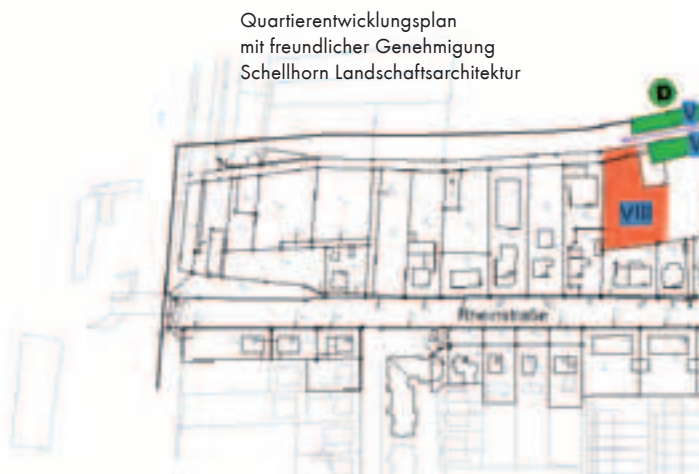 Quartierentwicklungsplan
mit freundlicher Genehmigung
Schellhorn Landschaftsarchitektur
D
V
V
VIII
Rheinstraße